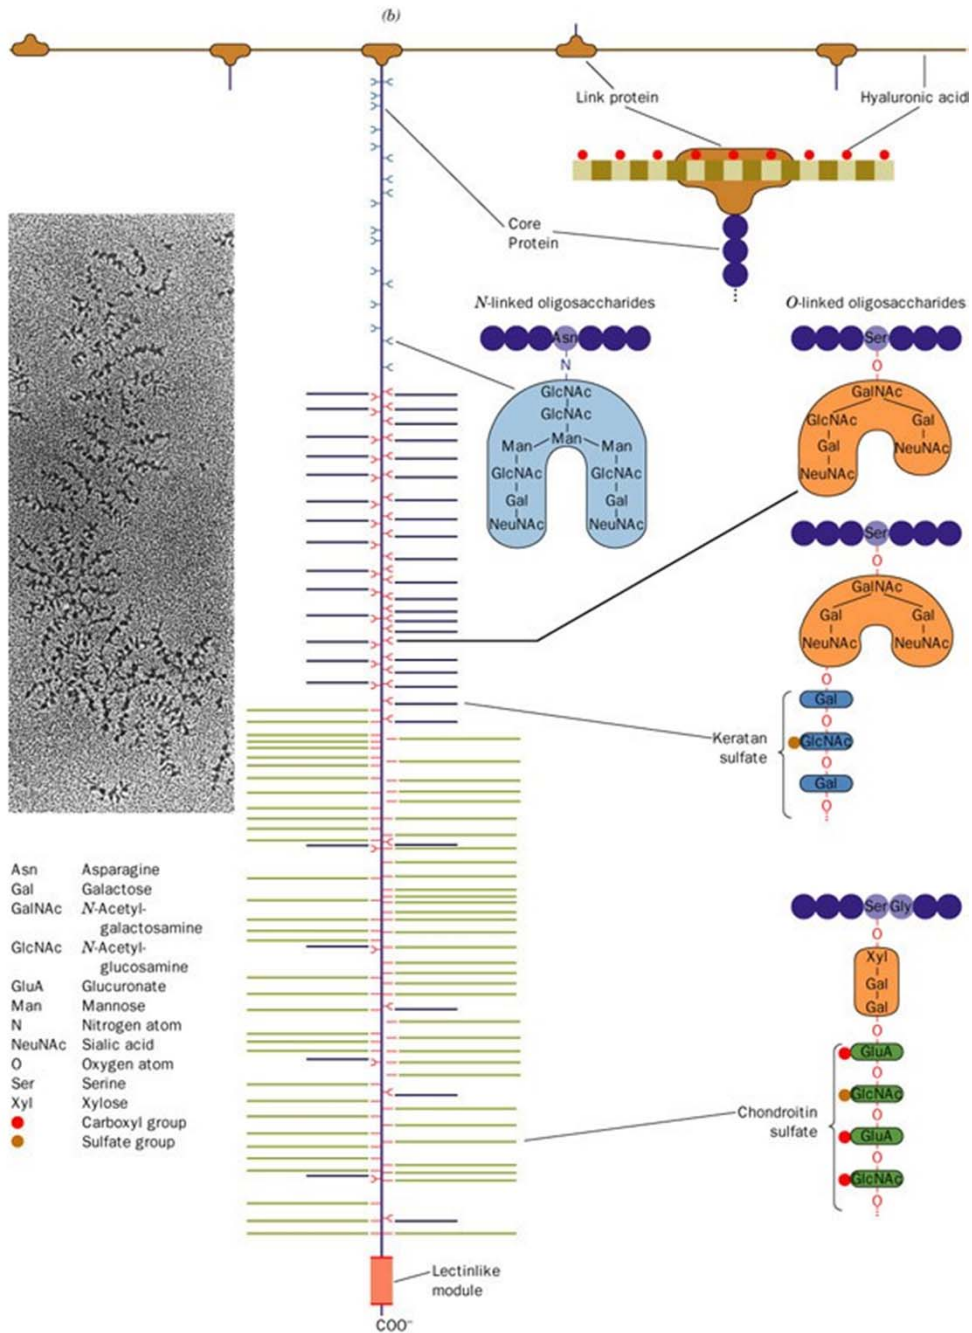 (b)
Link protein
Hyaluronic acid
Core
Protein
N-linked oligosaccharides
O-linked oligosaccharides
Asn
N
GlcNAc
GlcNAc
Man
Man Man
GlcNAc GlcNAc
Gal Gal
NeuNAc NeuNAc
Ser
O
GalNAc
GlcNAc Gal
Gal NeuNAc
NeuNAc
Ser
O
GalNAc
Gal Gal
NeuNAc NeuNAc
O
Gal
O
GlcNAc
O
Gal
O
Keratan
sulfate
Ser Gly
O
Xyl
Gal
Gal
O
GluA
O
GlcNAc
O
GluA
O
GlcNAc
O
Chondroitin
sulfate
Asn Asparagine
Gal Galactose
GalNAc N-Acetyl-
galactosamine
GlcNAc N-Acetyl-
glucosamine
GluA Glucuronate
Man Mannose
N Nitrogen atom
NeuNAc Sialic acid
O Oxygen atom
Ser Serine
Xyl Xylose
Carboxyl group
Sulfate group
Lectinlike
module
COO⁻